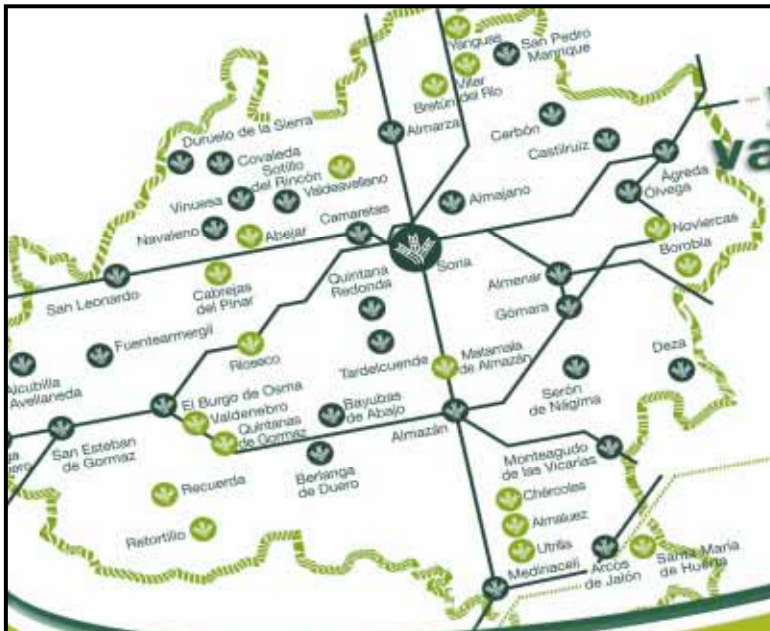 Yanguas
San Pedro
Manrique
Villar
del Río
Bretún
Almarza
Cerbón
Castilruiz
Duruelo de la Sierra
Covaleda
Sotillo
del Rincón
Valdeavellano
Vinuesa
Navaleno
Abejar
Camaretas
Almajano
Ágreda
Ólvega
va
Noviercas
Borobia
Soria
San Leonardo
Cabrejas
del Pinar
Quintana
Redonda
Almenar
Gómara
Fuentearmergil
Rioseco
Tardelcuende
Matamala
de Almazán
Deza
Alcubilla
Avellaneda
El Burgo de Osma
Valdenebro
Quintanas
de Gormaz
Bayubas
de Abajo
Almazán
Serón
de Nágima
San Esteban
de Gormaz
Berlanga
de Duero
Monteagudo
de las Vicarías
Recuerda
Retortillo
Chércoles
Almaluez
Utrilla
Medinaceli
Arcos
de Jalón
Santa María
de Huerta